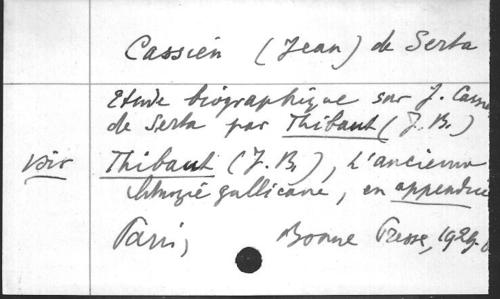 Cassien (Jean) de Serta
Etude biographique sur J. Cassien
de Serta par Thibaut (J. B.)
voir Thibaut (J. B.), L'ancienne
liturgie gallicane, en appendice
Paris, Bonne Presse, 1929